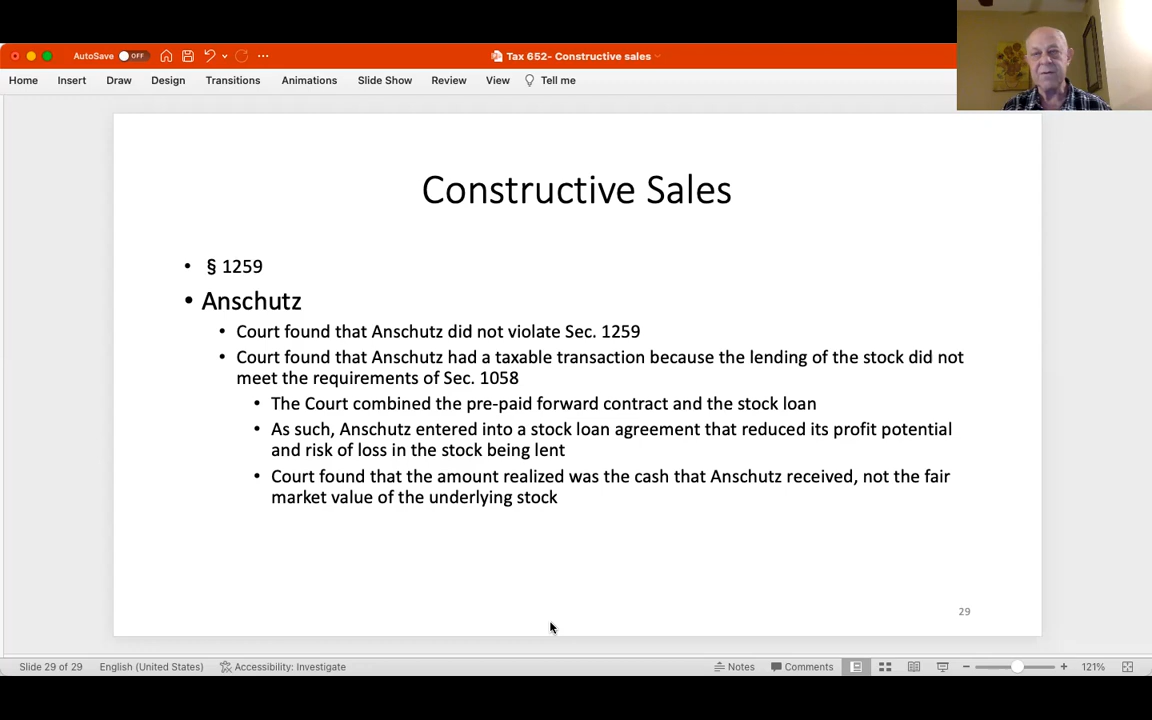 AutoSave OFF
Tax 652- Constructive sales
Home Insert Draw Design Transitions Animations Slide Show Review View Tell me
Constructive Sales
• § 1259
• Anschutz
• Court found that Anschutz did not violate Sec. 1259
• Court found that Anschutz had a taxable transaction because the lending of the stock did not
meet the requirements of Sec. 1058
• The Court combined the pre-paid forward contract and the stock loan
• As such, Anschutz entered into a stock loan agreement that reduced its profit potential
and risk of loss in the stock being lent
• Court found that the amount realized was the cash that Anschutz received, not the fair
market value of the underlying stock
29
Slide 29 of 29 English (United States) Accessibility: Investigate Notes Comments 121%